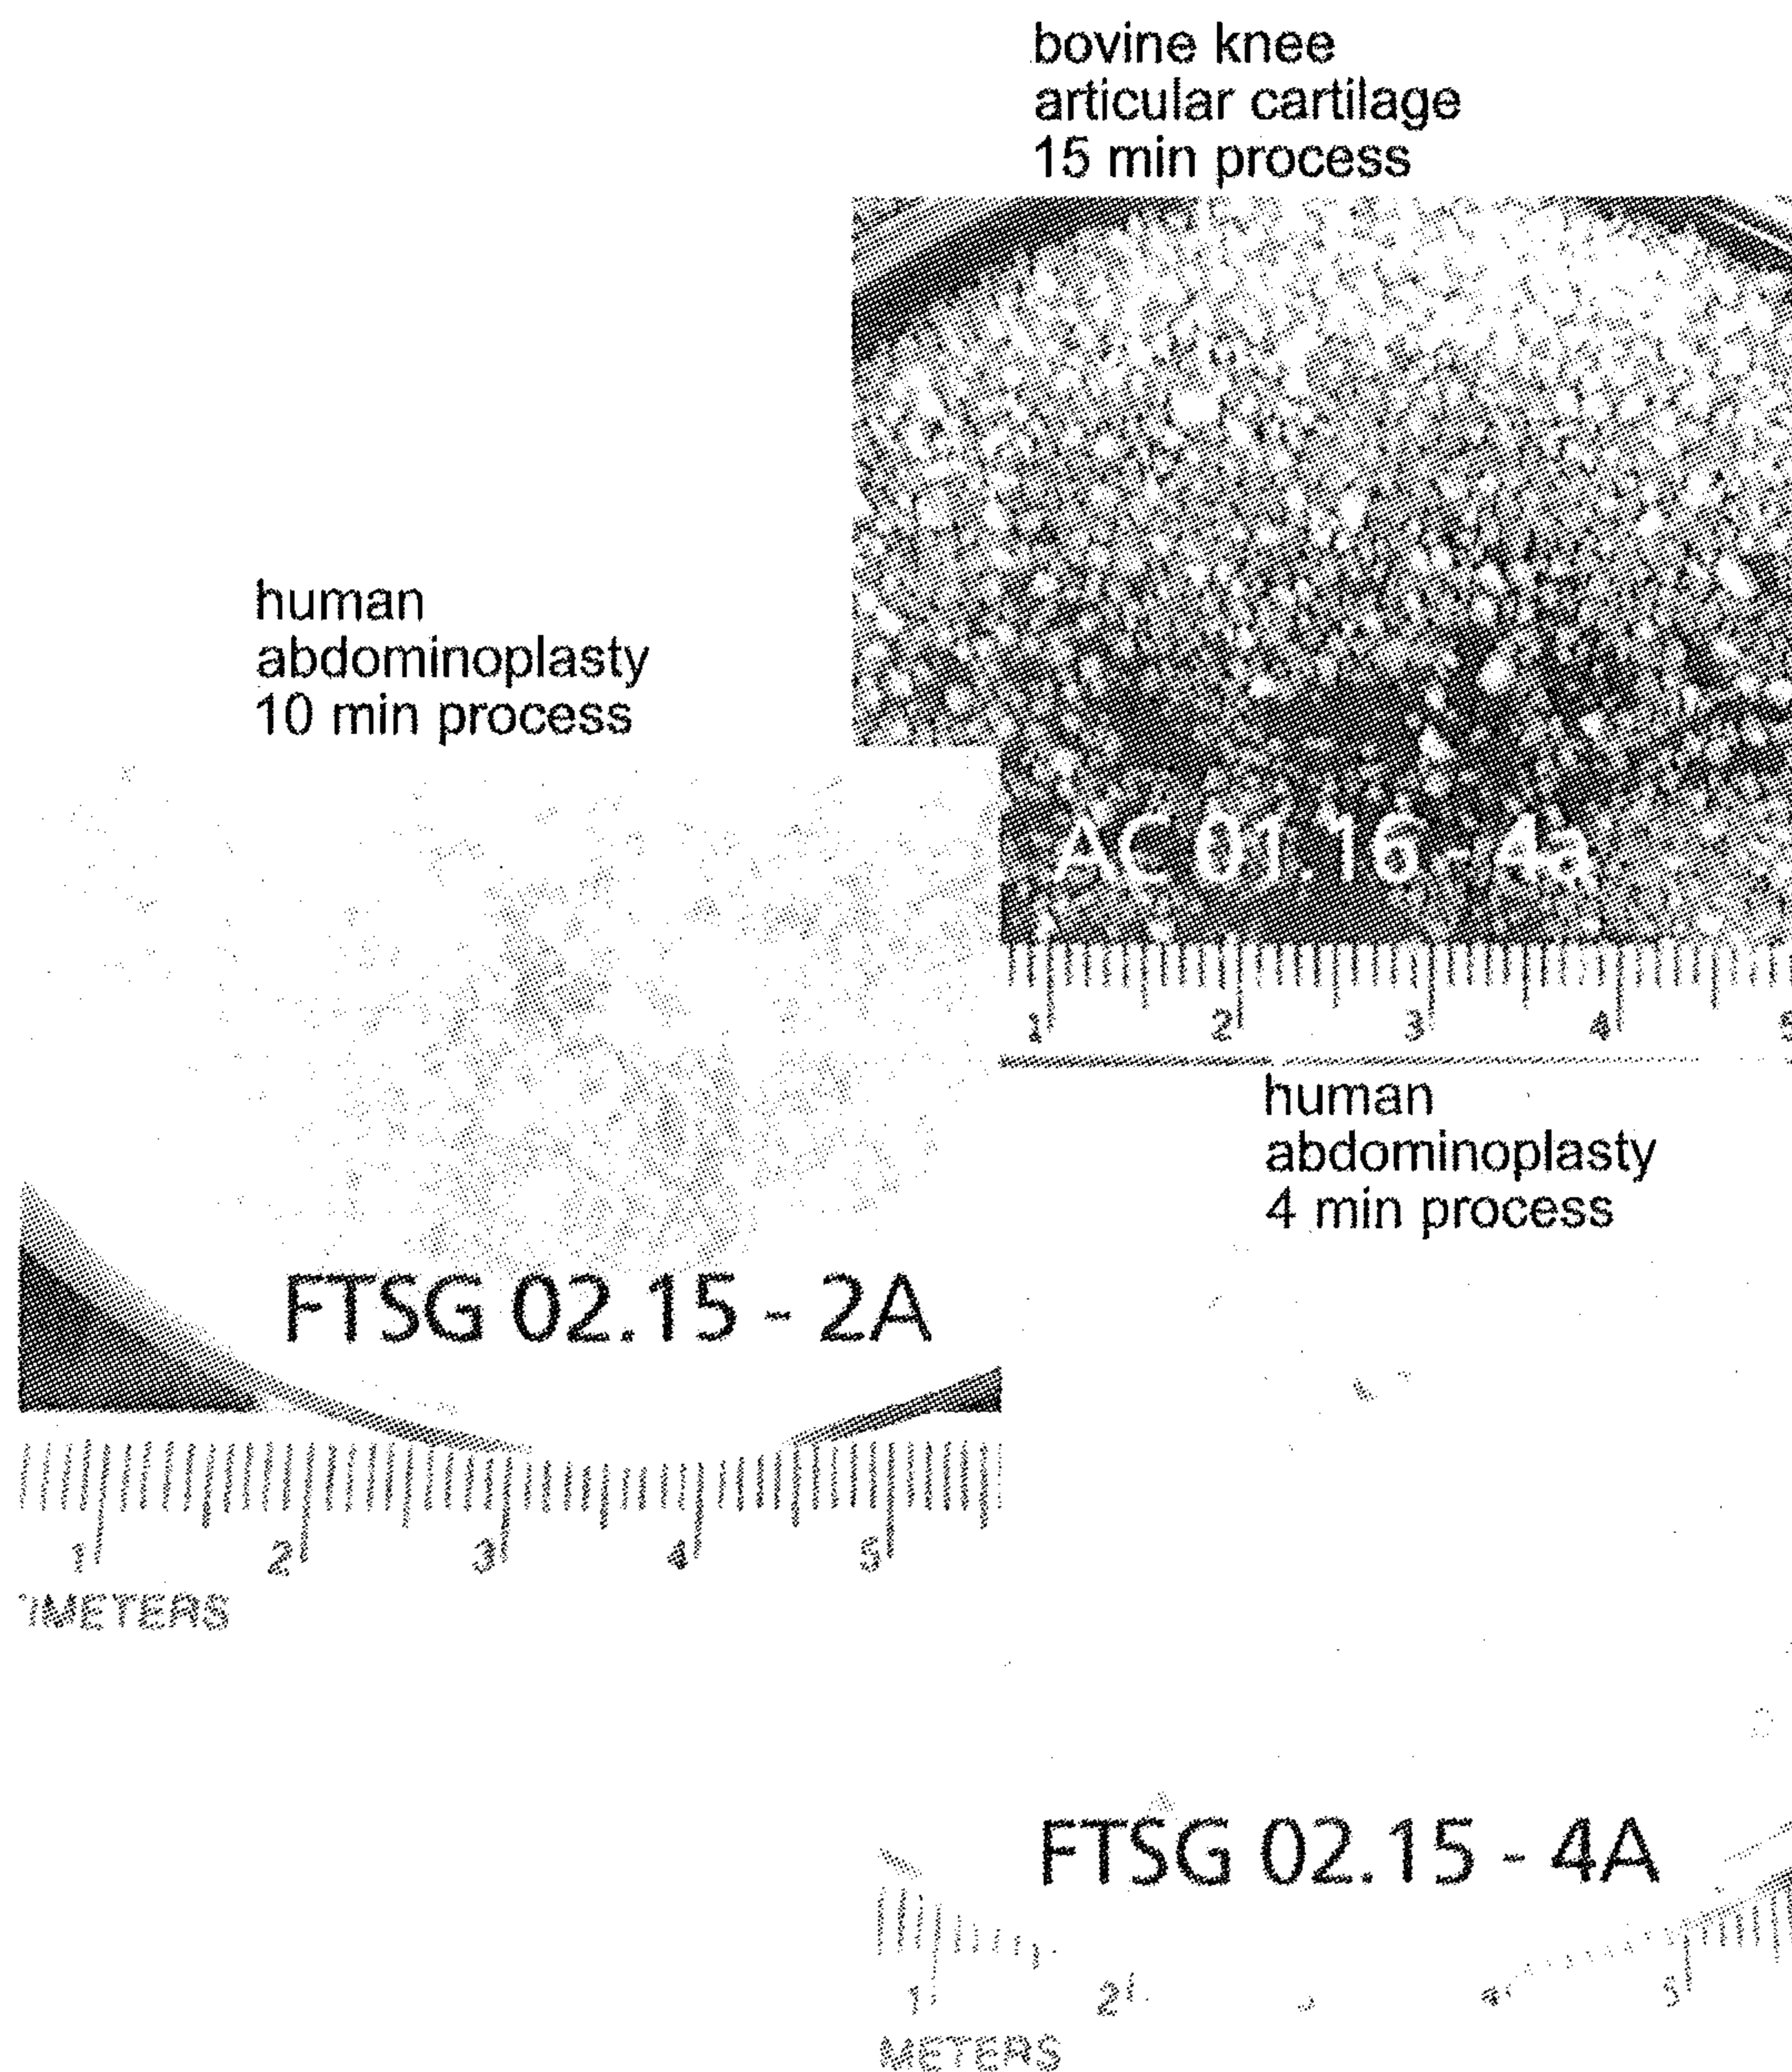 bovine knee
articular cartilage
15 min process
human
abdominoplasty
10 min process
AC 01.16 - 4a
1 2 3 4 5
human
abdominoplasty
4 min process
FTSG 02.15 - 2A
1 2 3 4 5
METERS
FTSG 02.15 - 4A
1 2 4 5
METERS